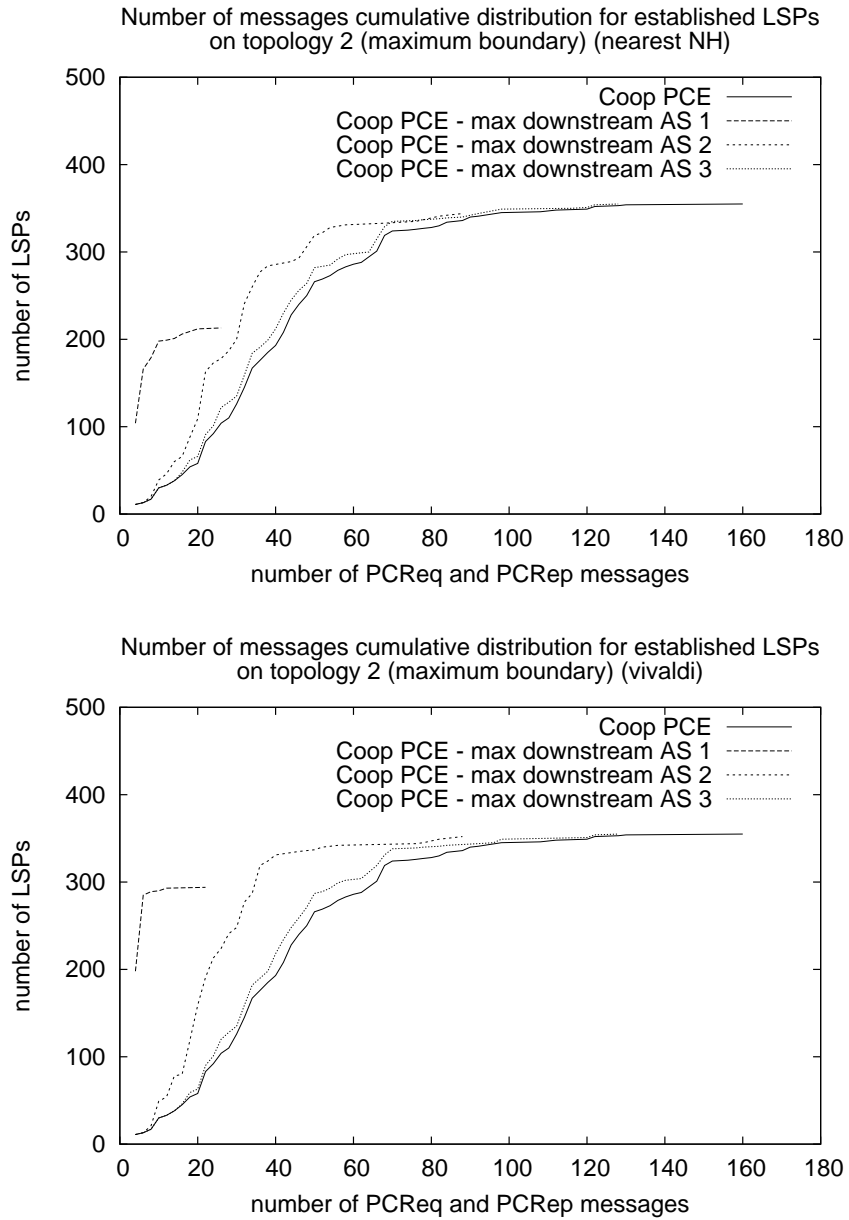 Number of messages cumulative distribution for established LSPs
on topology 2 (maximum boundary) (nearest NH)
500
400
300
200
100
0
0 20 40 60 80 100 120 140 160 180
number of LSPs
number of PCReq and PCRep messages
Coop PCE
Coop PCE - max downstream AS 1
Coop PCE - max downstream AS 2
Coop PCE - max downstream AS 3
Number of messages cumulative distribution for established LSPs
on topology 2 (maximum boundary) (vivaldi)
500
400
300
200
100
0
0 20 40 60 80 100 120 140 160 180
number of LSPs
number of PCReq and PCRep messages
Coop PCE
Coop PCE - max downstream AS 1
Coop PCE - max downstream AS 2
Coop PCE - max downstream AS 3